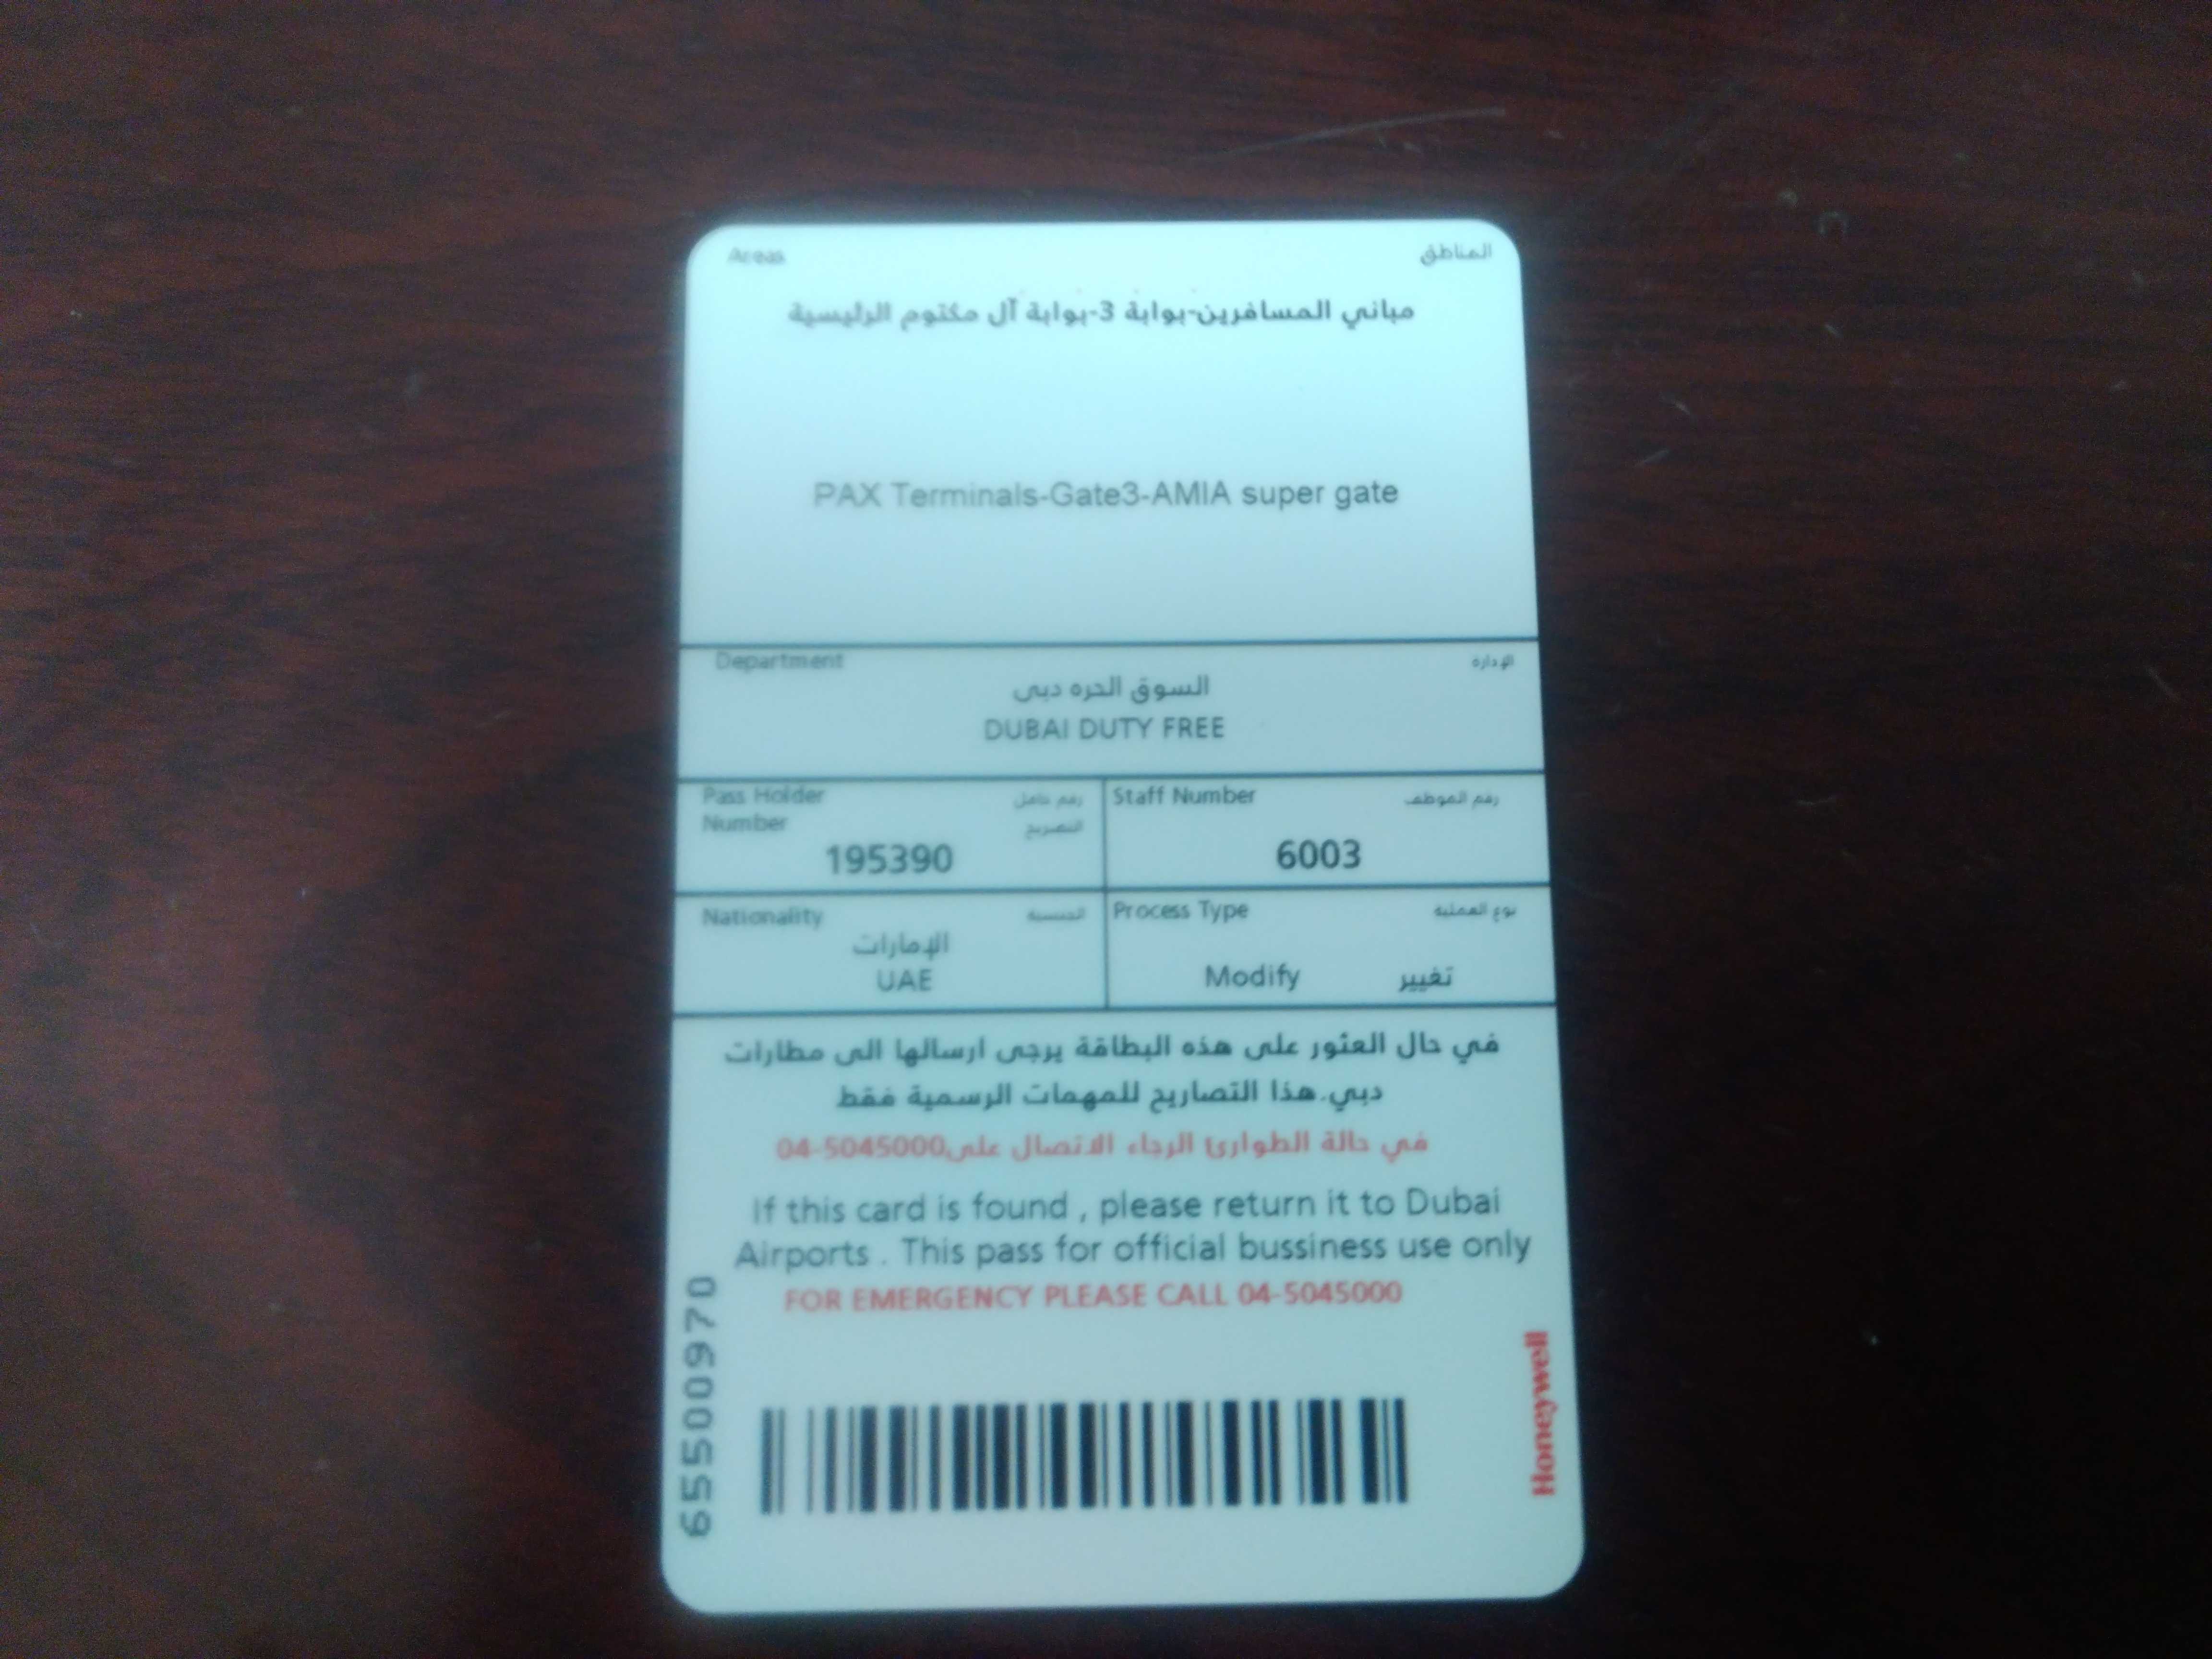 Areas المناطق
مباني المسافرين-بوابة 3-بوابة آل مكتوم الرئيسية
PAX Terminals-Gate3-AMIA super gate
Department الإدارة
السوق الحره دبى
DUBAI DUTY FREE
Pass Holder Number رقم حامل التصريح
195390
Staff Number رقم الموظف
6003
Nationality الجنسية
الإمارات
UAE
Process Type نوع العملية
Modify تغيير
في حال العثور على هذه البطاقة يرجى ارسالها الى مطارات
دبي.هذا التصاريح للمهمات الرسمية فقط
في حالة الطوارئ الرجاء الاتصال على04-5045000
If this card is found , please return it to Dubai
Airports . This pass for official bussiness use only
FOR EMERGENCY PLEASE CALL 04-5045000
65500970
Honeywell